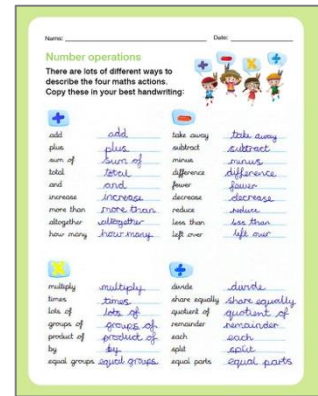 Name: Date:
Number operations
There are lots of different ways to
describe the four maths actions.
Copy these in your best handwriting:
+
add add
plus plus
sum of sum of
total total
and and
increase increase
more than more than
altogether altogether
how many how many
−
take away take away
subtract subtract
minus minus
difference difference
fewer fewer
decrease decrease
reduce reduce
less than less than
left over left over
×
multiply multiply
times times
lots of lots of
groups of groups of
product of product of
by by
equal groups equal groups
÷
divide divide
share equally share equally
quotient of quotient of
remainder remainder
each each
split split
equal parts equal parts